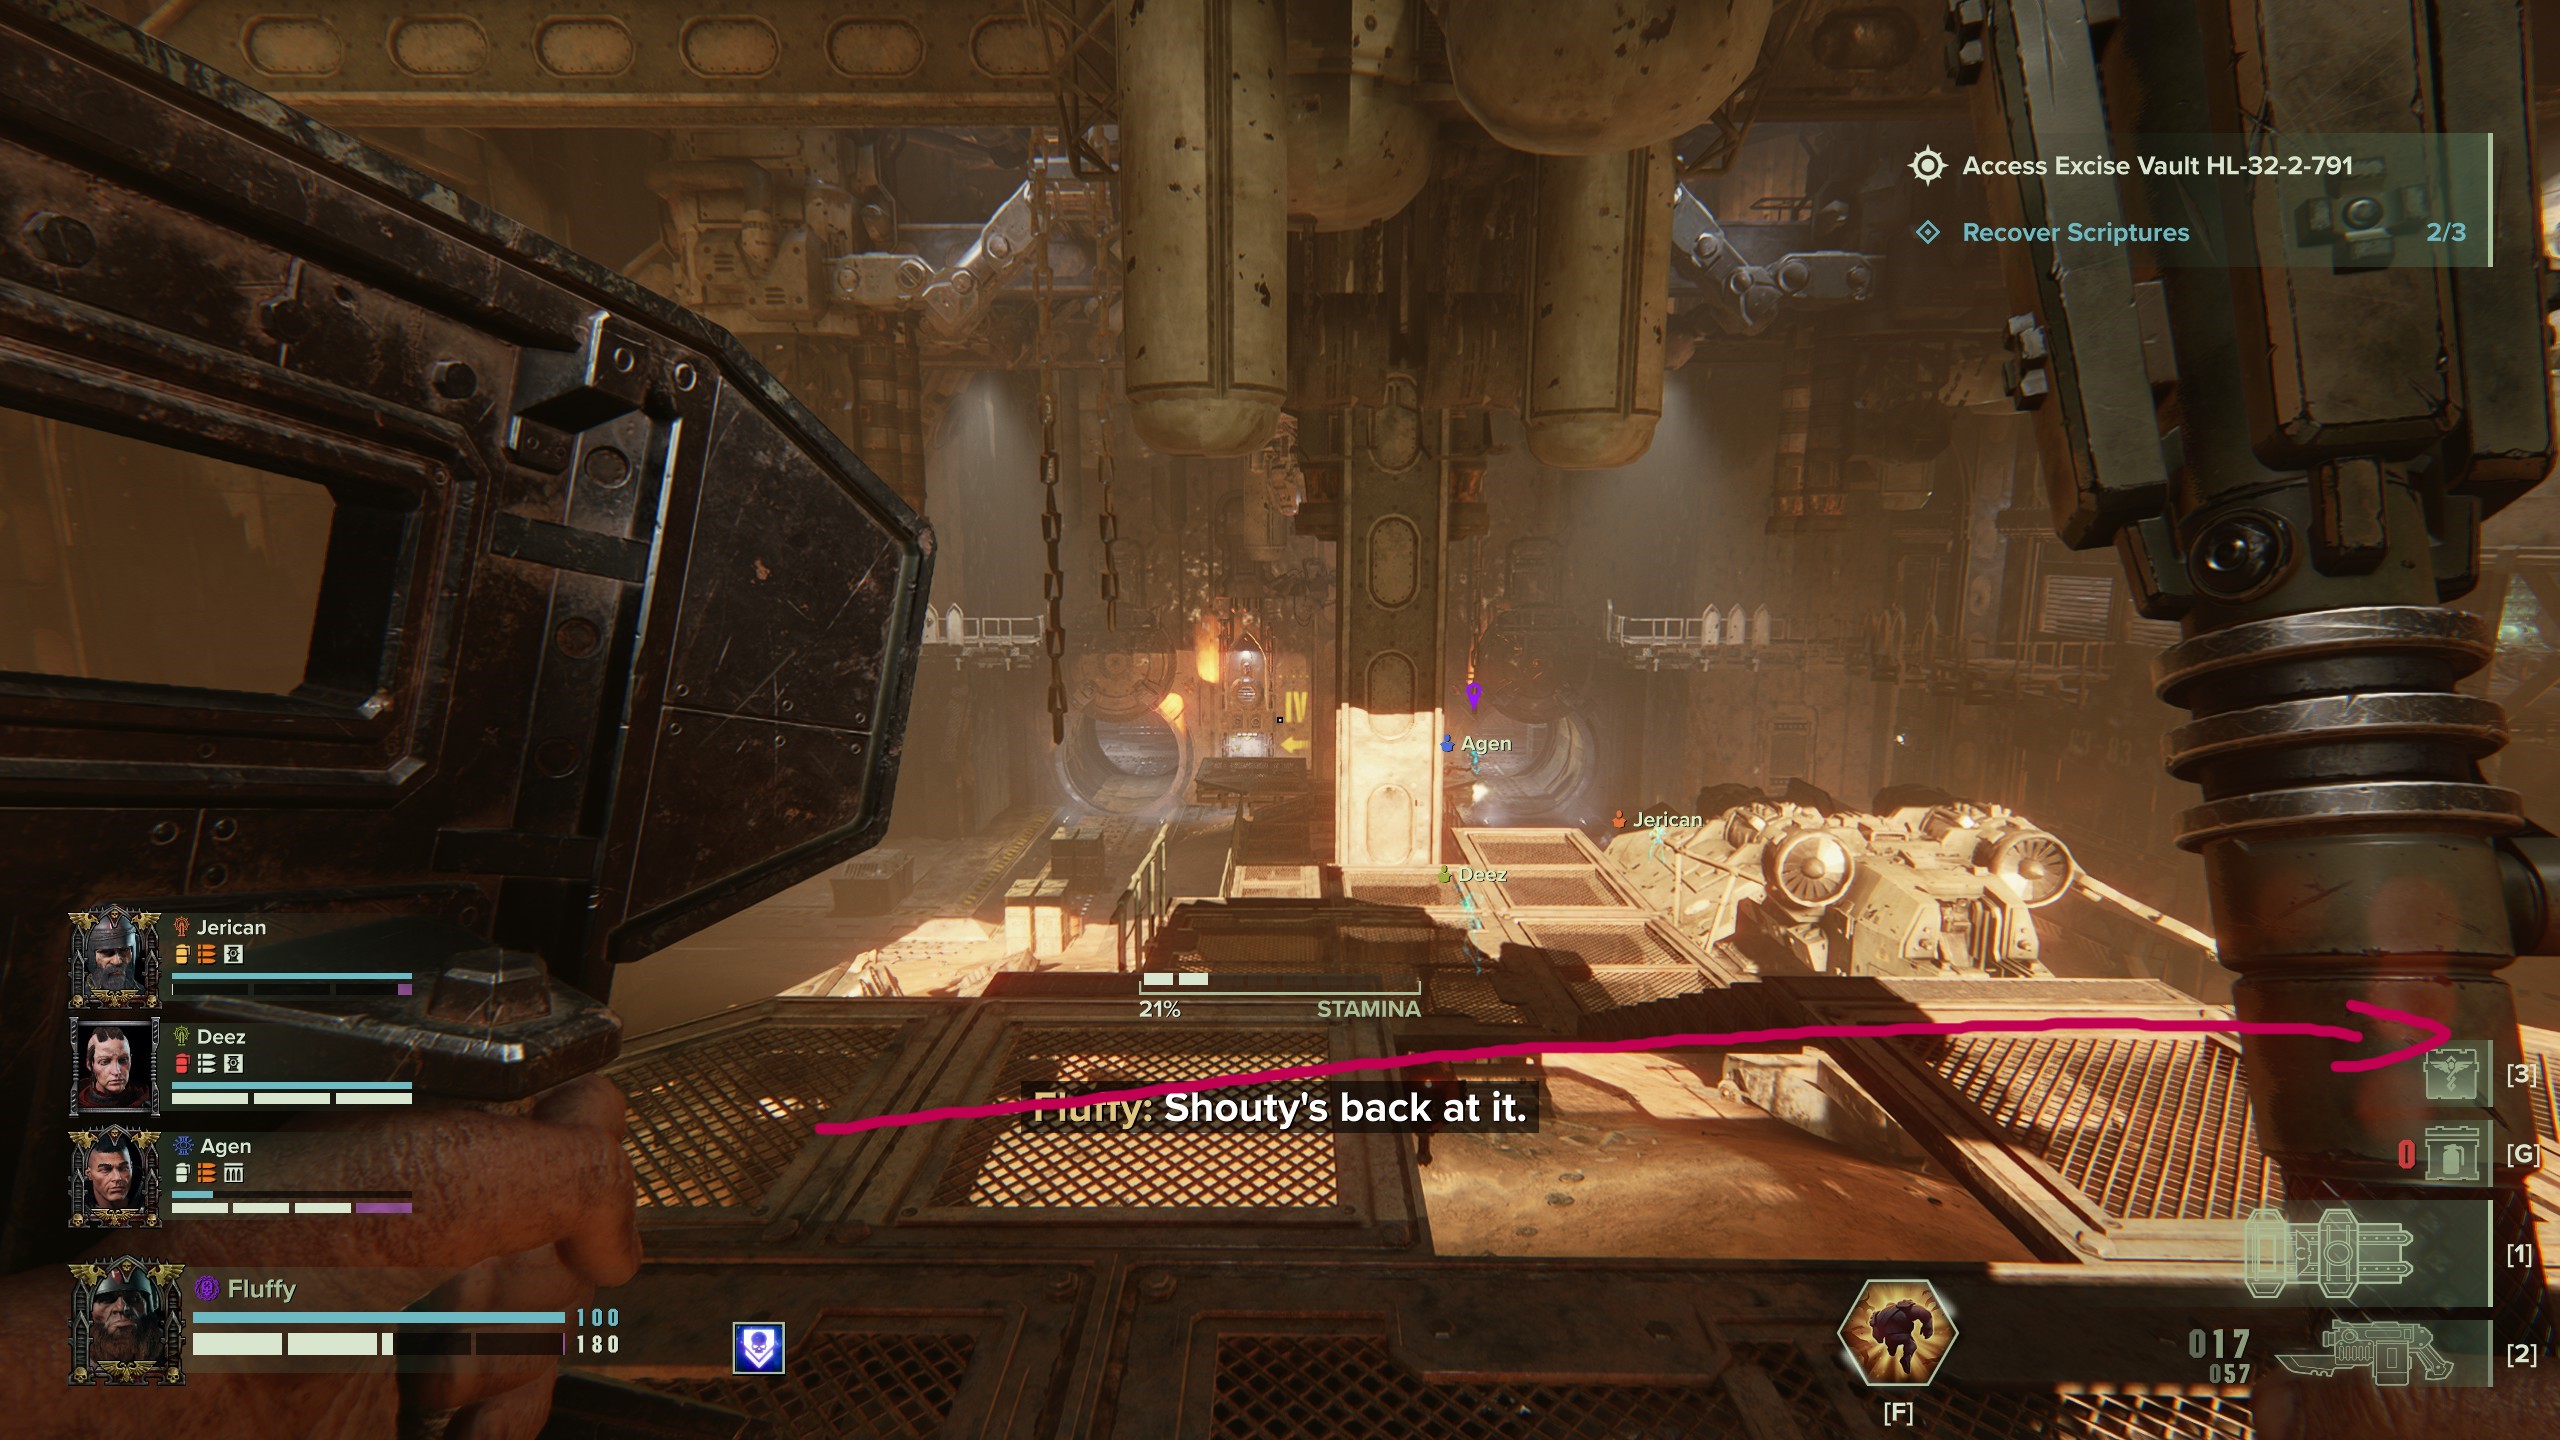 Access Excise Vault HL-32-2-791
Recover Scriptures 2/3
IV
Agen
Jerican
Deez
Jerican
Deez
Agen
21% STAMINA
Fluffy: Shouty's back at it.
[3]
0 [G]
[1]
Fluffy
100
180
017
057
[2]
[F]